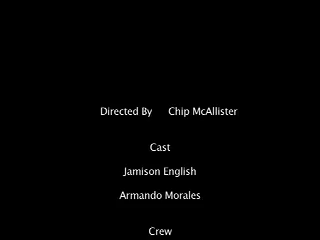 Directed By Chip McAllister
Cast
Jamison English
Armando Morales
Crew